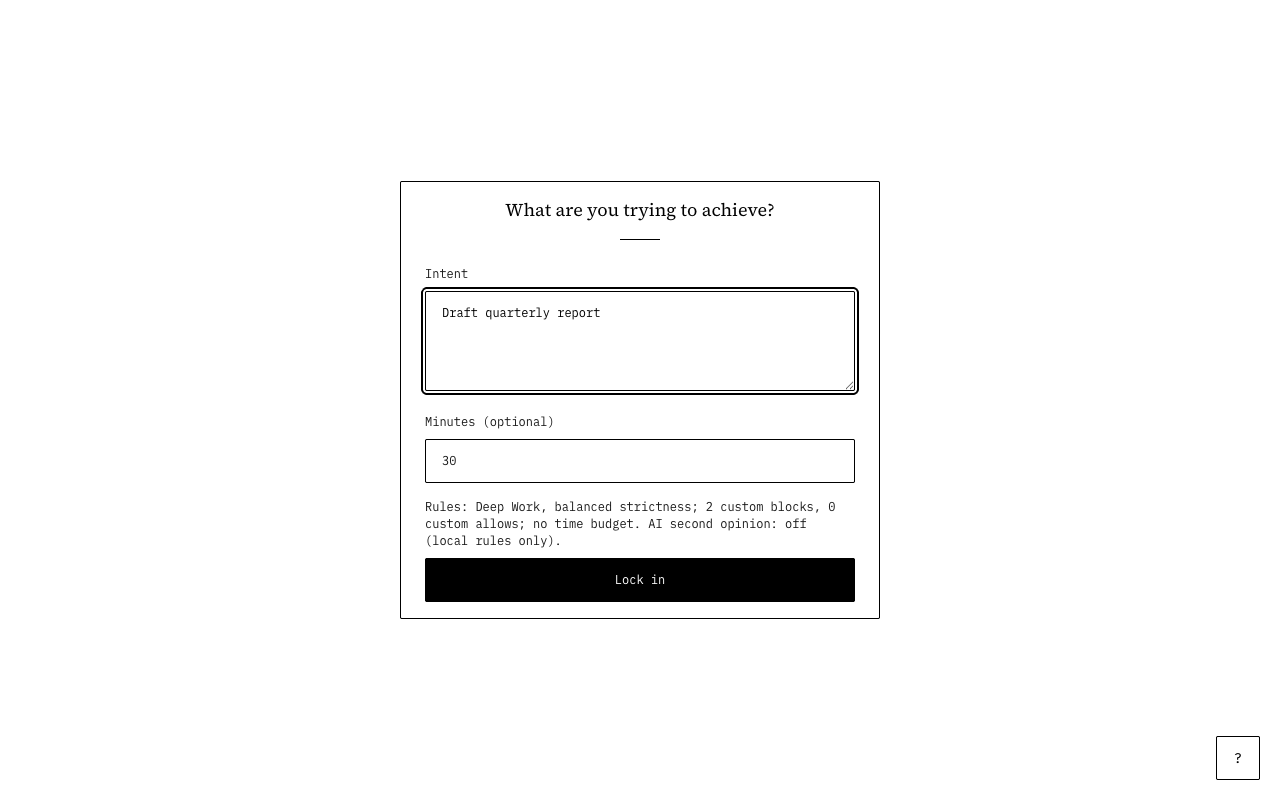 What are you trying to achieve?
Intent
Draft quarterly report
Minutes (optional)
30
Rules: Deep Work, balanced strictness; 2 custom blocks, 0
custom allows; no time budget. AI second opinion: off
(local rules only).
Lock in
?